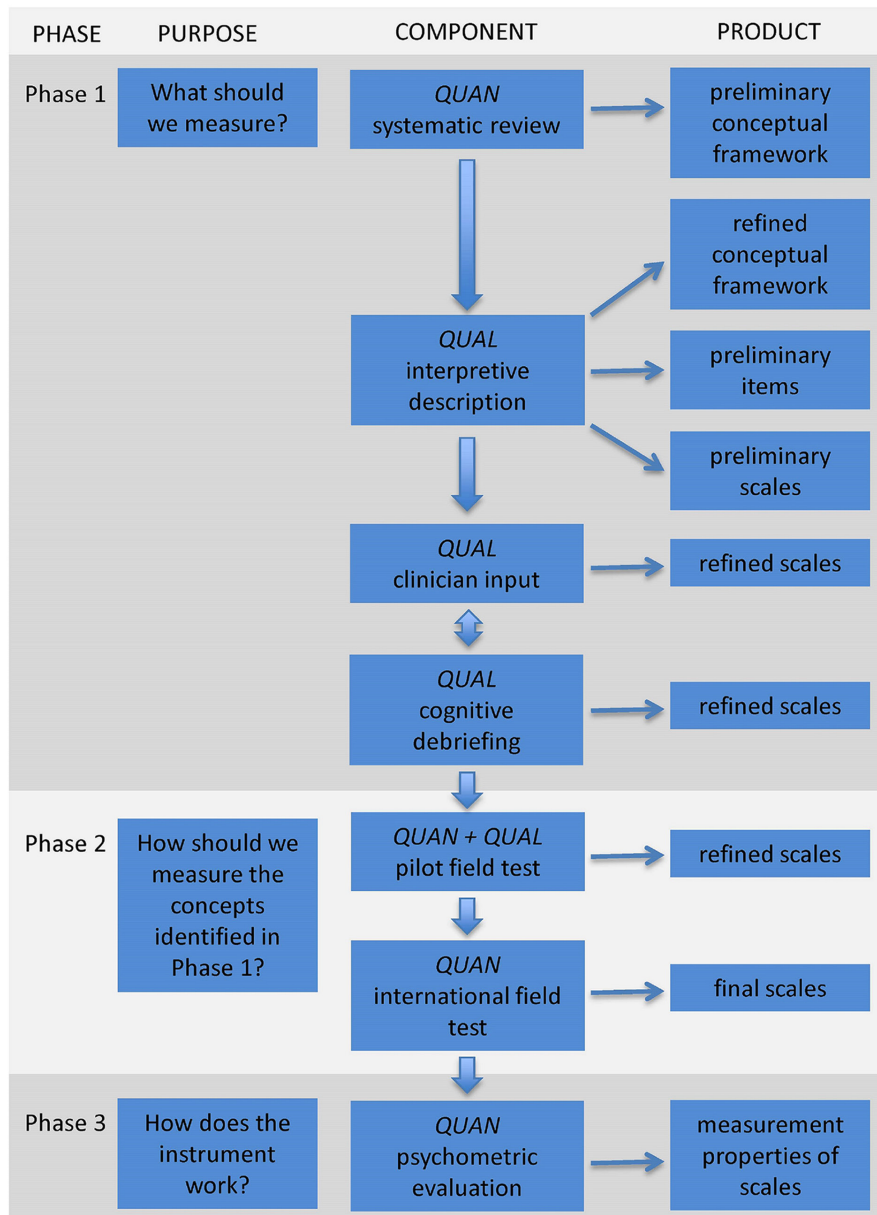 PHASE PURPOSE COMPONENT PRODUCT
Phase 1
What should
we measure?
QUAN
systematic review
preliminary
conceptual
framework
refined
conceptual
framework
QUAL
interpretive
description
preliminary
items
preliminary
scales
QUAL
clinician input
refined scales
QUAL
cognitive
debriefing
refined scales
Phase 2
How should we
measure the
concepts
identified in
Phase 1?
QUAN + QUAL
pilot field test
refined scales
QUAN
international field
test
final scales
Phase 3
How does the
instrument
work?
QUAN
psychometric
evaluation
measurement
properties of
scales